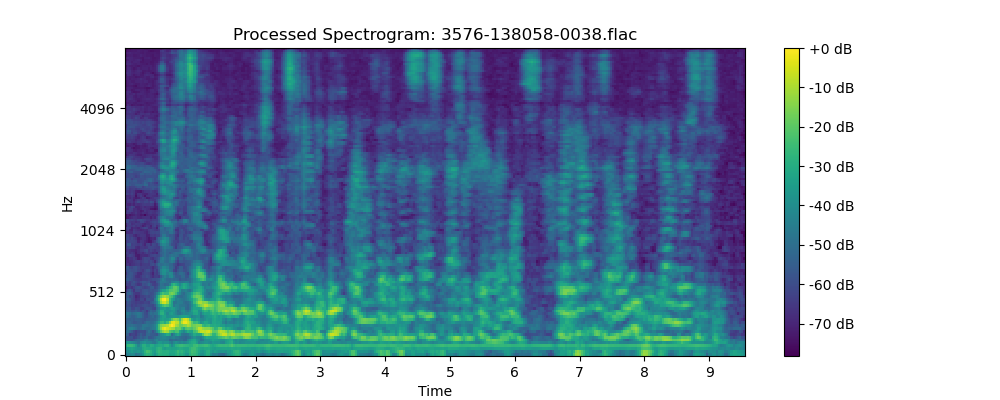 Processed Spectrogram: 3576-138058-0038.flac
Hz
4096
2048
1024
512
0
0 1 2 3 4 5 6 7 8 9
Time
+0 dB
-10 dB
-20 dB
-30 dB
-40 dB
-50 dB
-60 dB
-70 dB